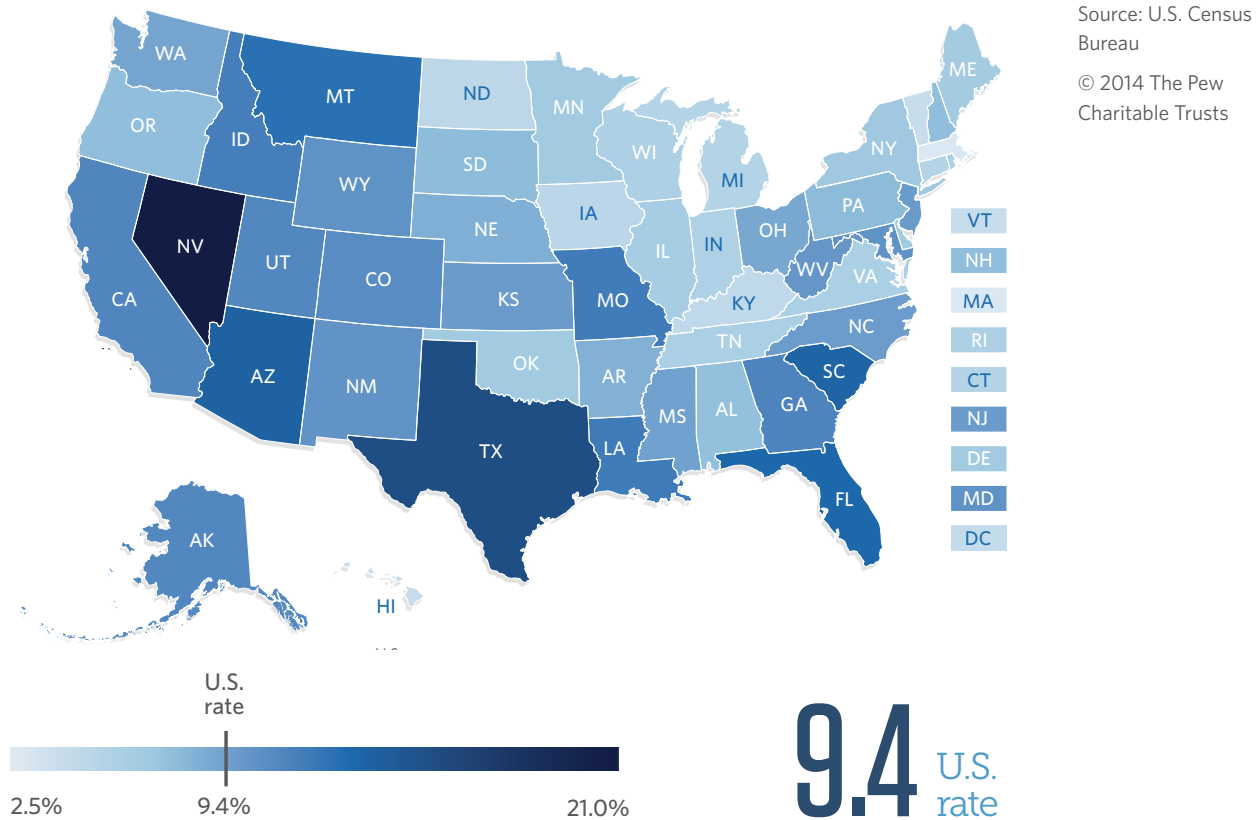 Source: U.S. Census
Bureau
© 2014 The Pew
Charitable Trusts
WA
MT
ND
MN
ME
OR
ID
SD
WI
NY
WY
MI
NV
NE
IA
PA
VT
UT
CO
IL
IN
OH
NH
CA
KS
MO
KY
WV
VA
MA
AZ
NM
OK
AR
TN
NC
RI
TX
LA
MS
AL
GA
SC
CT
FL
NJ
DE
AK
MD
HI
DC
U.S.
rate
2.5%
9.4%
21.0%
9.4
U.S.
rate